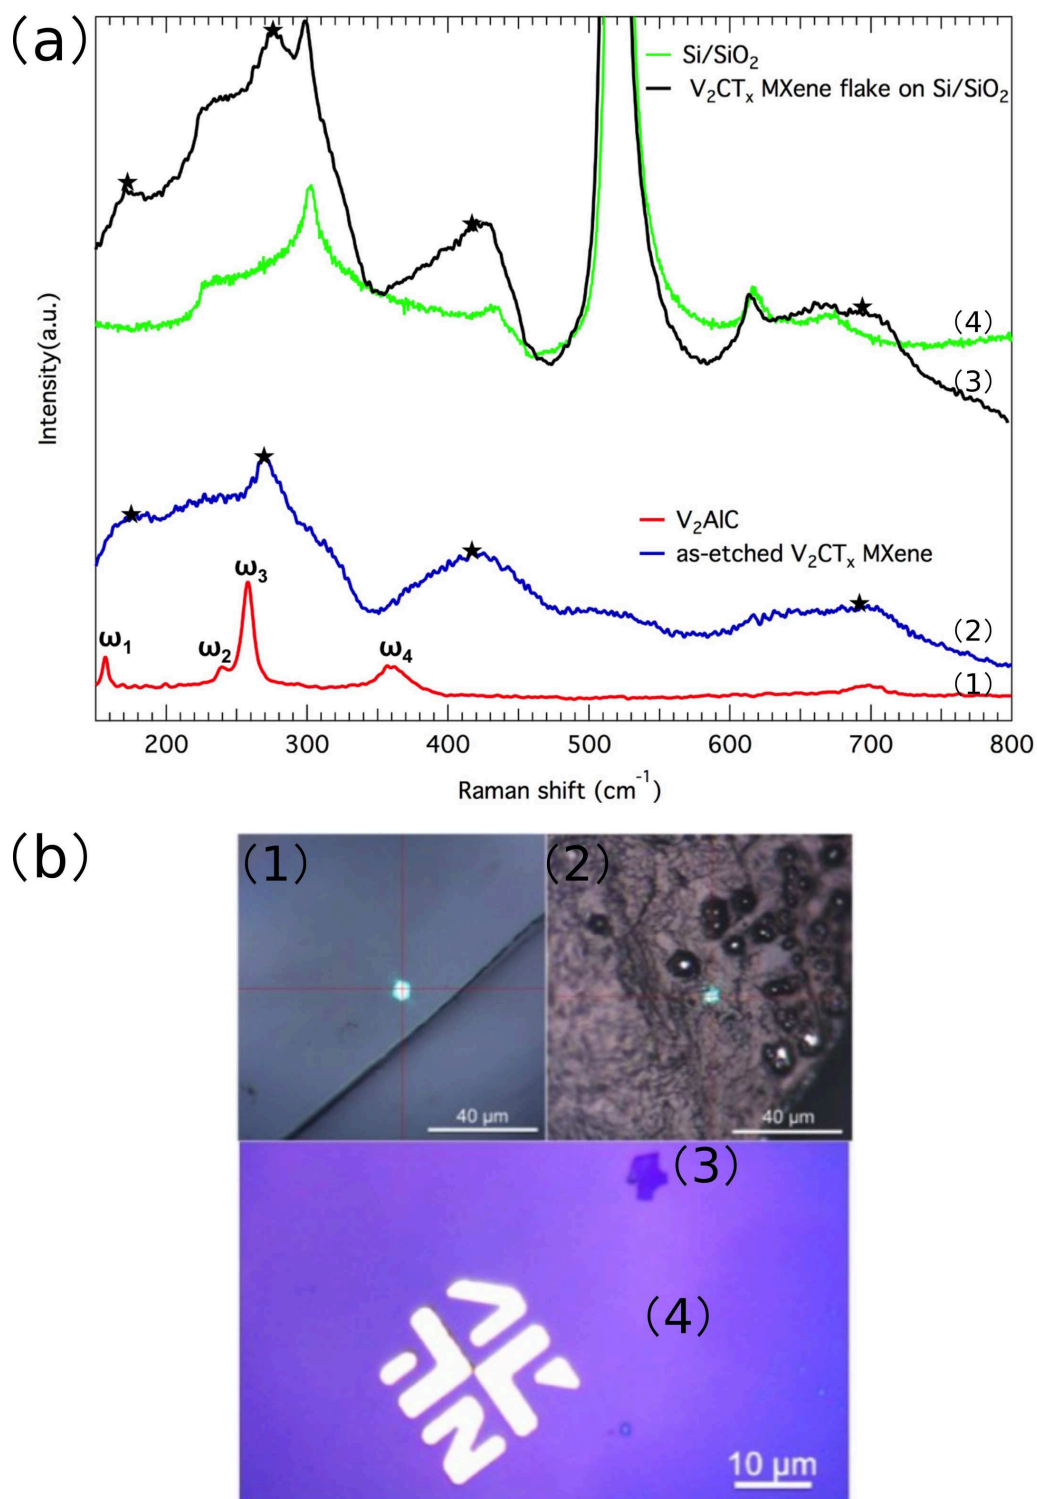 (a)
Si/SiO₂
V₂CTₓ MXene flake on Si/SiO₂
(4)
(3)
Intensity(a.u.)
V₂AlC
as-etched V₂CTₓ MXene
ω₁
ω₂
ω₃
ω₄
(2)
(1)
200 300 400 500 600 700 800
Raman shift (cm⁻¹)
(b)
(1)
(2)
40 µm
40 µm
(3)
(4)
10 µm